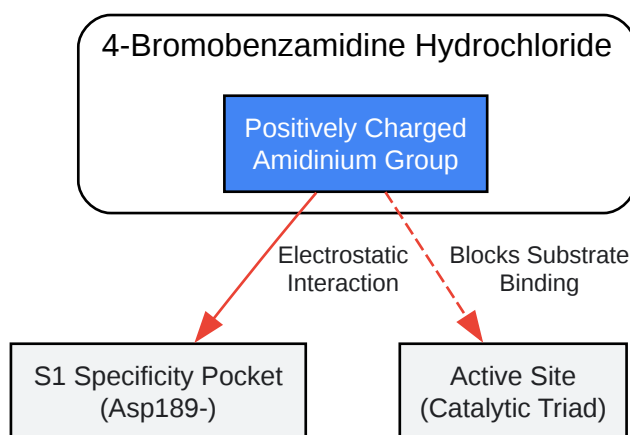 4-Bromobenzamidine Hydrochloride
Positively Charged
Amidinium Group
Electrostatic
Interaction
Blocks Substrate
Binding
S1 Specificity Pocket
(Asp189-)
Active Site
(Catalytic Triad)